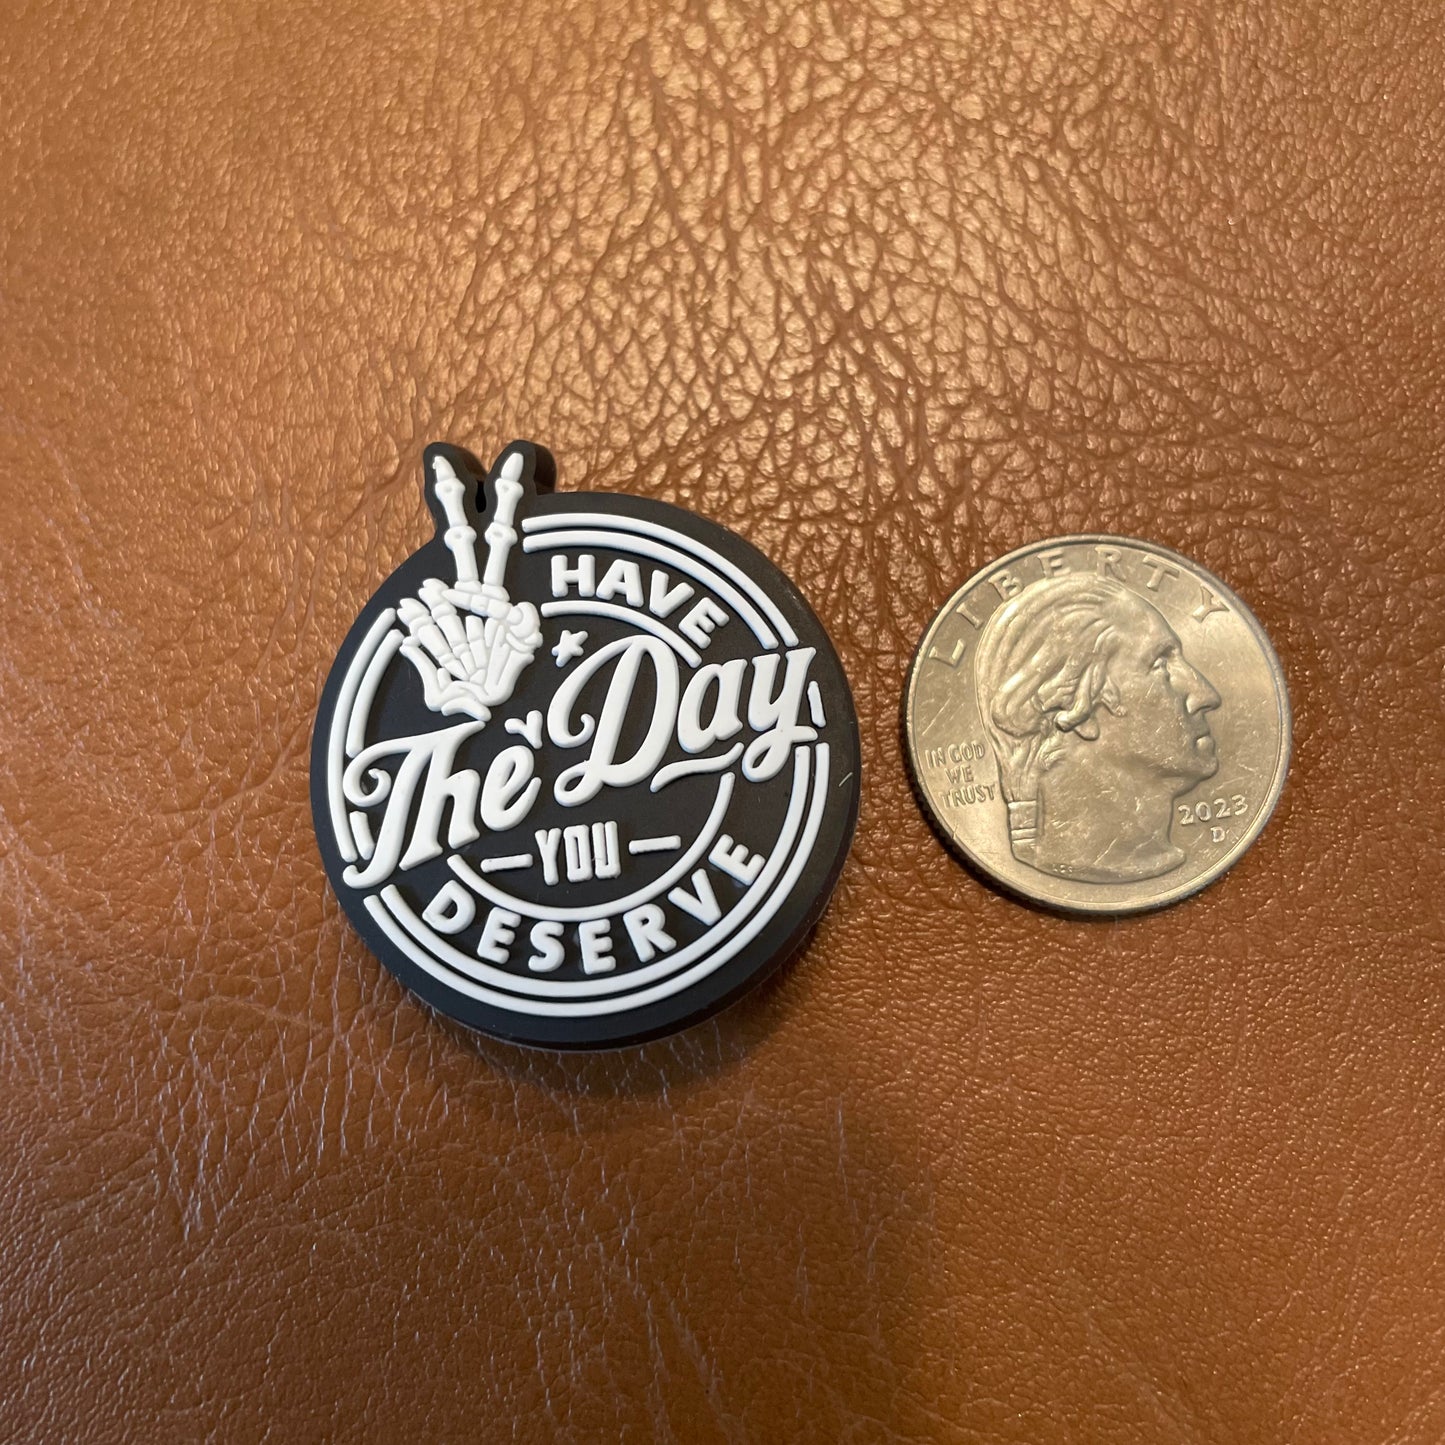 HAVE
The Day
YOU
DESERVE
LIBERTY
IN GOD
WE
TRUST
2023
D